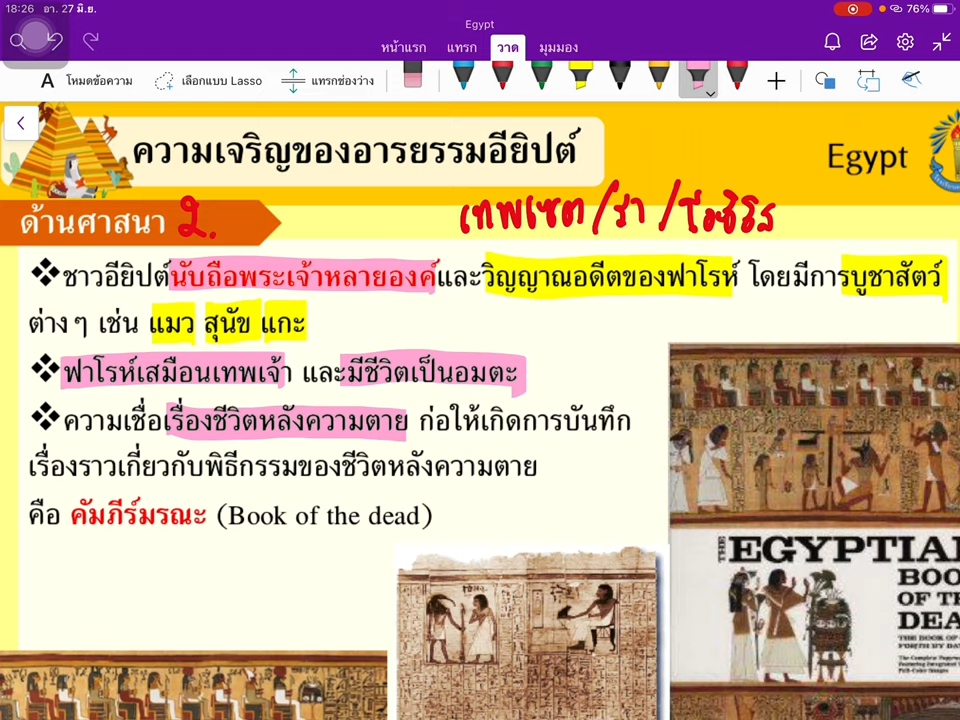 18:26 อา. 27 มิ.ย.
76%
Egypt
หน้าแรก แทรก วาด มุมมอง
A โหมดข้อความ เลือกแบบ Lasso แทรกช่องว่าง
ความเจริญของอารยธรรมอียิปต์
Egypt
ด้านศาสนา 2.
เทพเซต/รา/โอซิริส
❖ชาวอียิปต์นับถือพระเจ้าหลายองค์และวิญญาณอดีตของฟาโรห์ โดยมีการบูชาสัตว์
ต่างๆ เช่น แมว สุนัข แกะ
❖ฟาโรห์เสมือนเทพเจ้า และมีชีวิตเป็นอมตะ
❖ความเชื่อเรื่องชีวิตหลังความตาย ก่อให้เกิดการบันทึก
เรื่องราวเกี่ยวกับพิธีกรรมของชีวิตหลังความตาย
คือ คัมภีร์มรณะ (Book of the dead)
THE EGYPTIA
BOO
OF T
DEA
THE BOOK OF
FORTH BY DA
The Complete Papyru